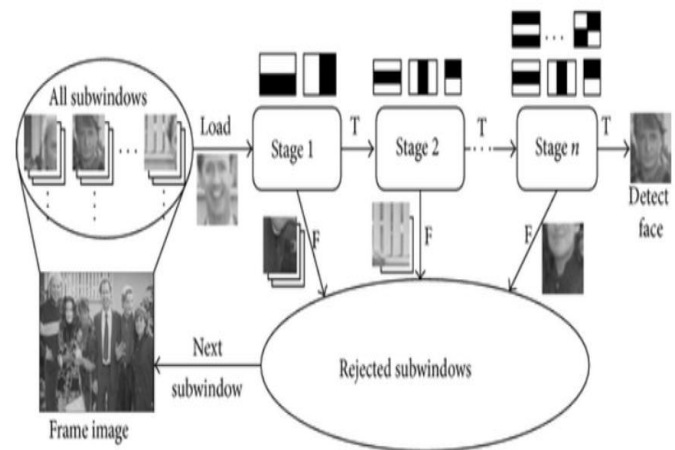 All subwindows
. . .
Load
Stage 1
T
Stage 2
T
. . .
Stage n
T
Detect
face
F
F
F
Rejected subwindows
Next
subwindow
Frame image